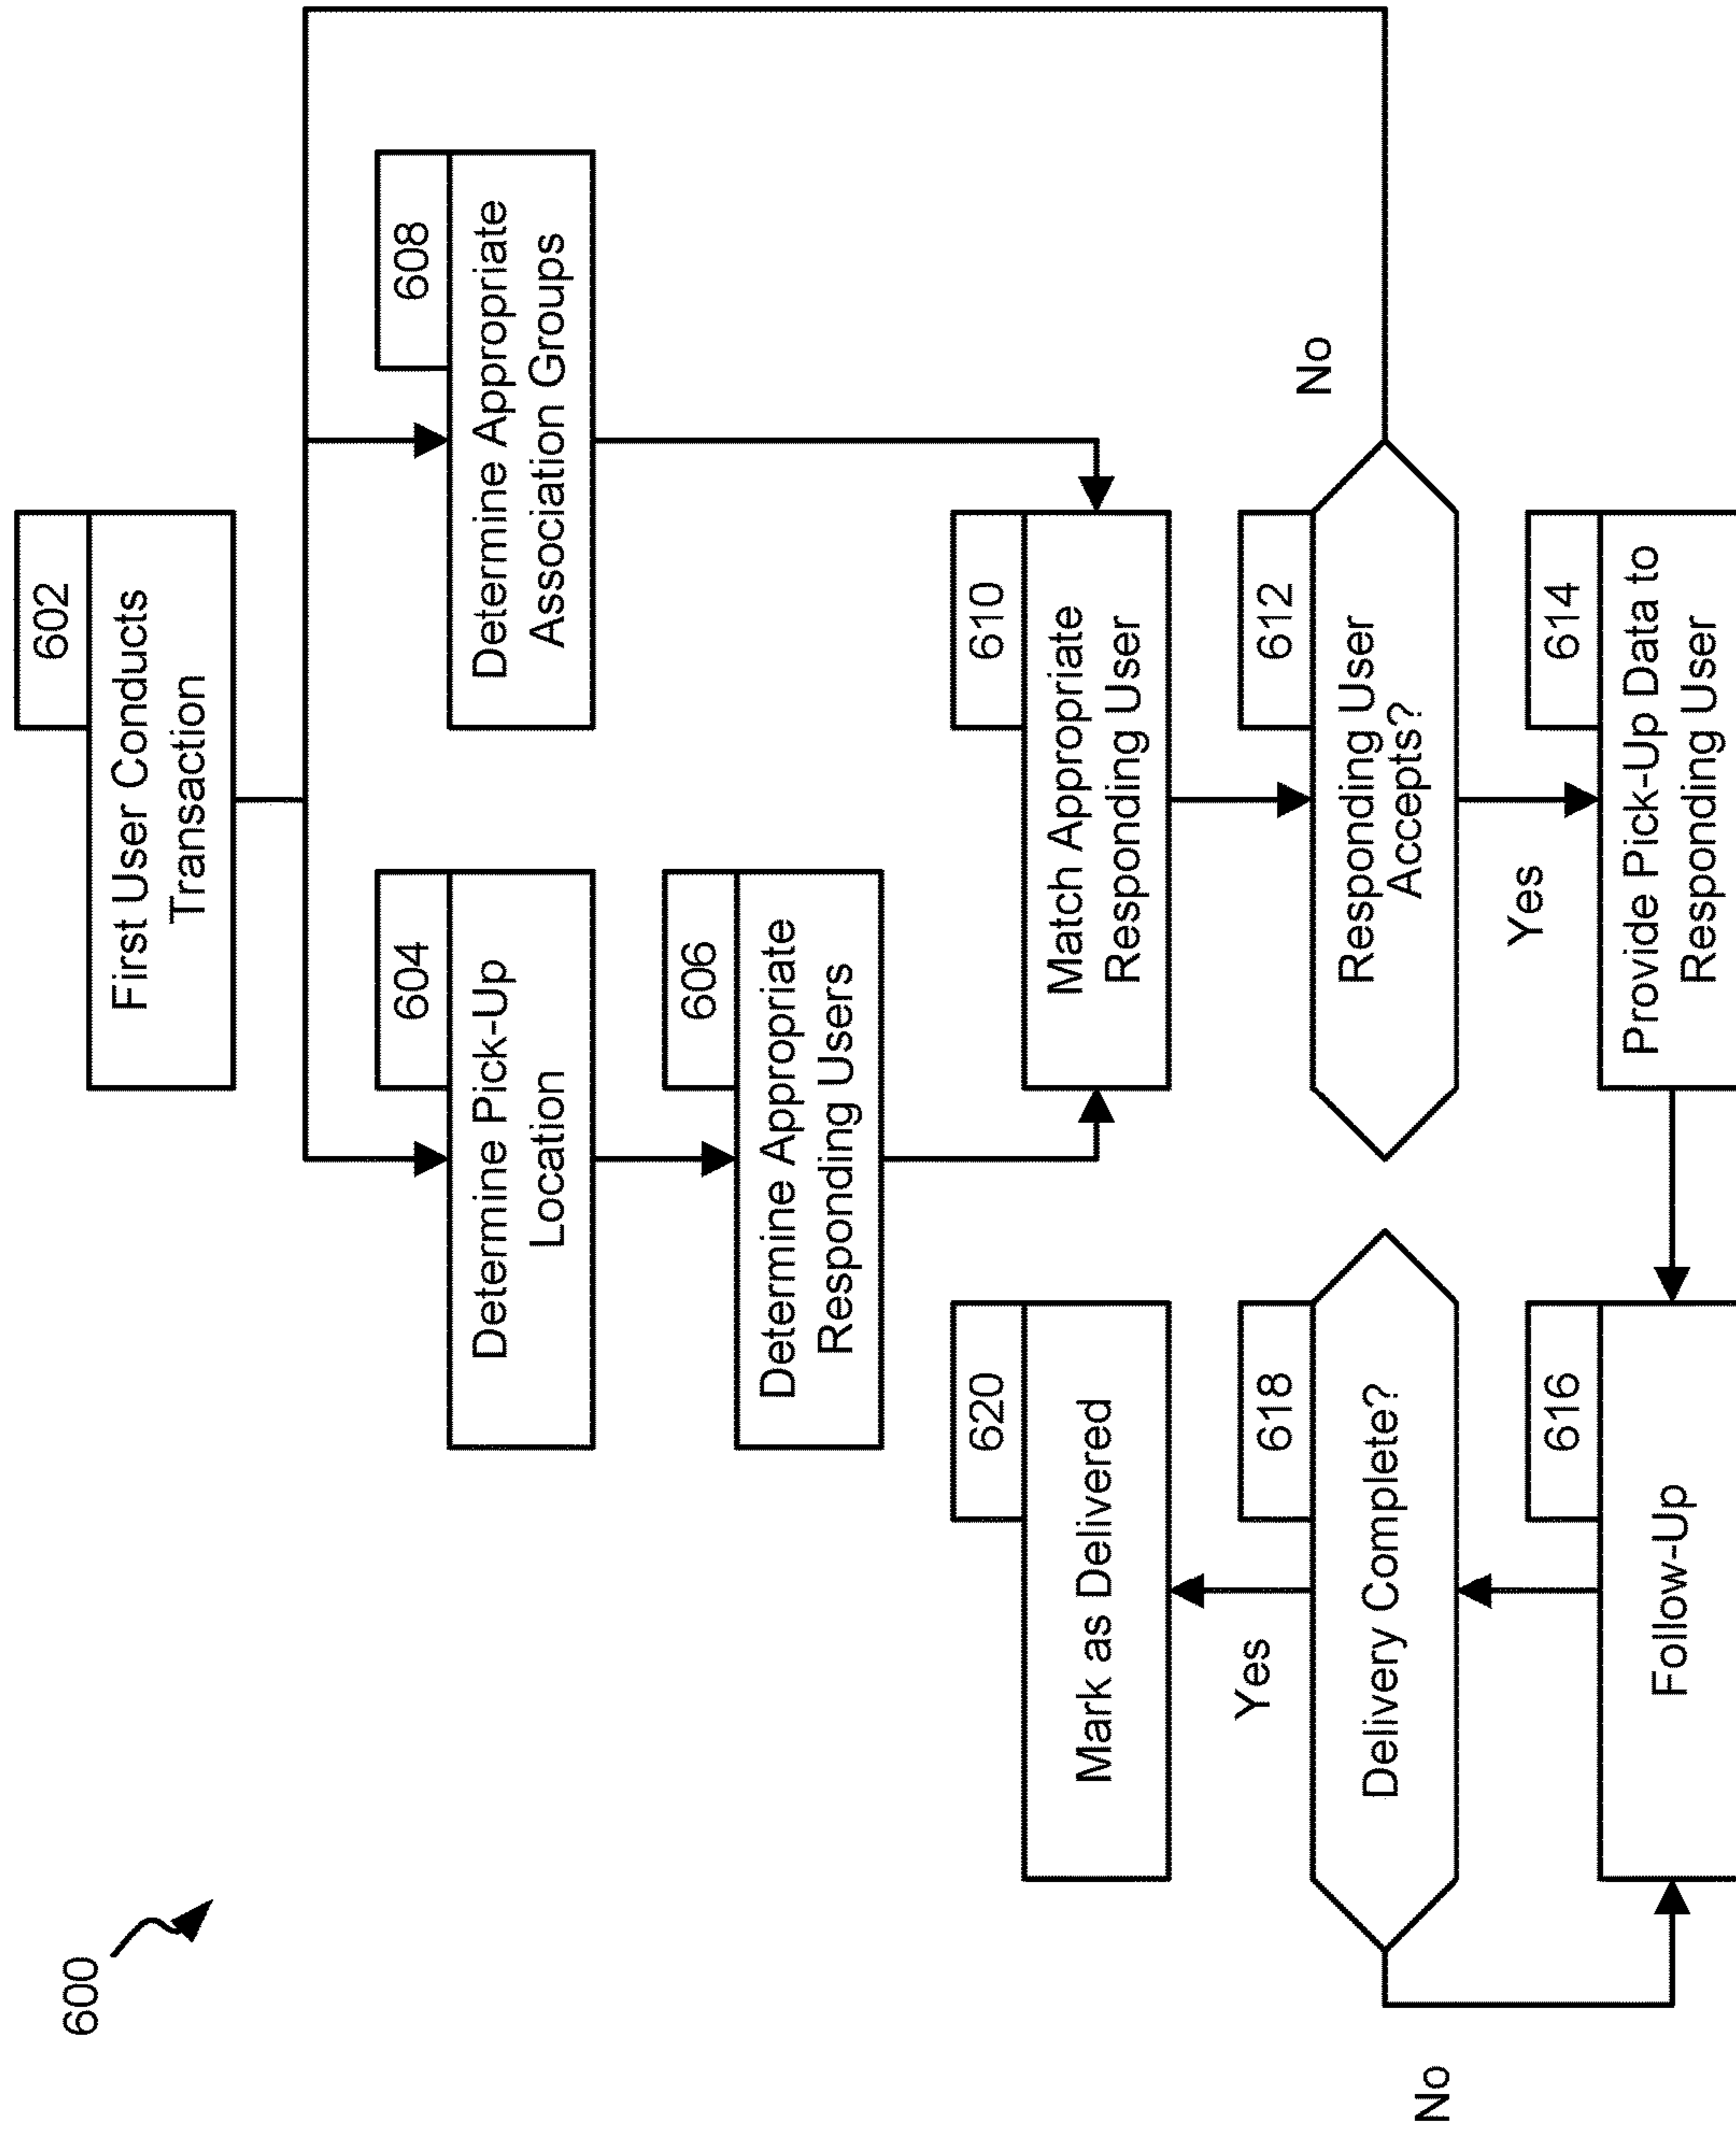 600
602
First User Conducts
Transaction
604
Determine Pick-Up
Location
608
Determine Appropriate
Association Groups
606
Determine Appropriate
Responding Users
610
Match Appropriate
Responding User
612
Responding User
Accepts?
No
Yes
614
Provide Pick-Up Data to
Responding User
616
Follow-Up
618
Delivery Complete?
No
Yes
620
Mark as Delivered